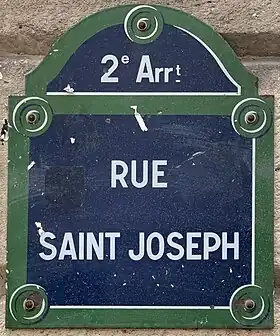 2e Arrt
RUE
SAINT JOSEPH